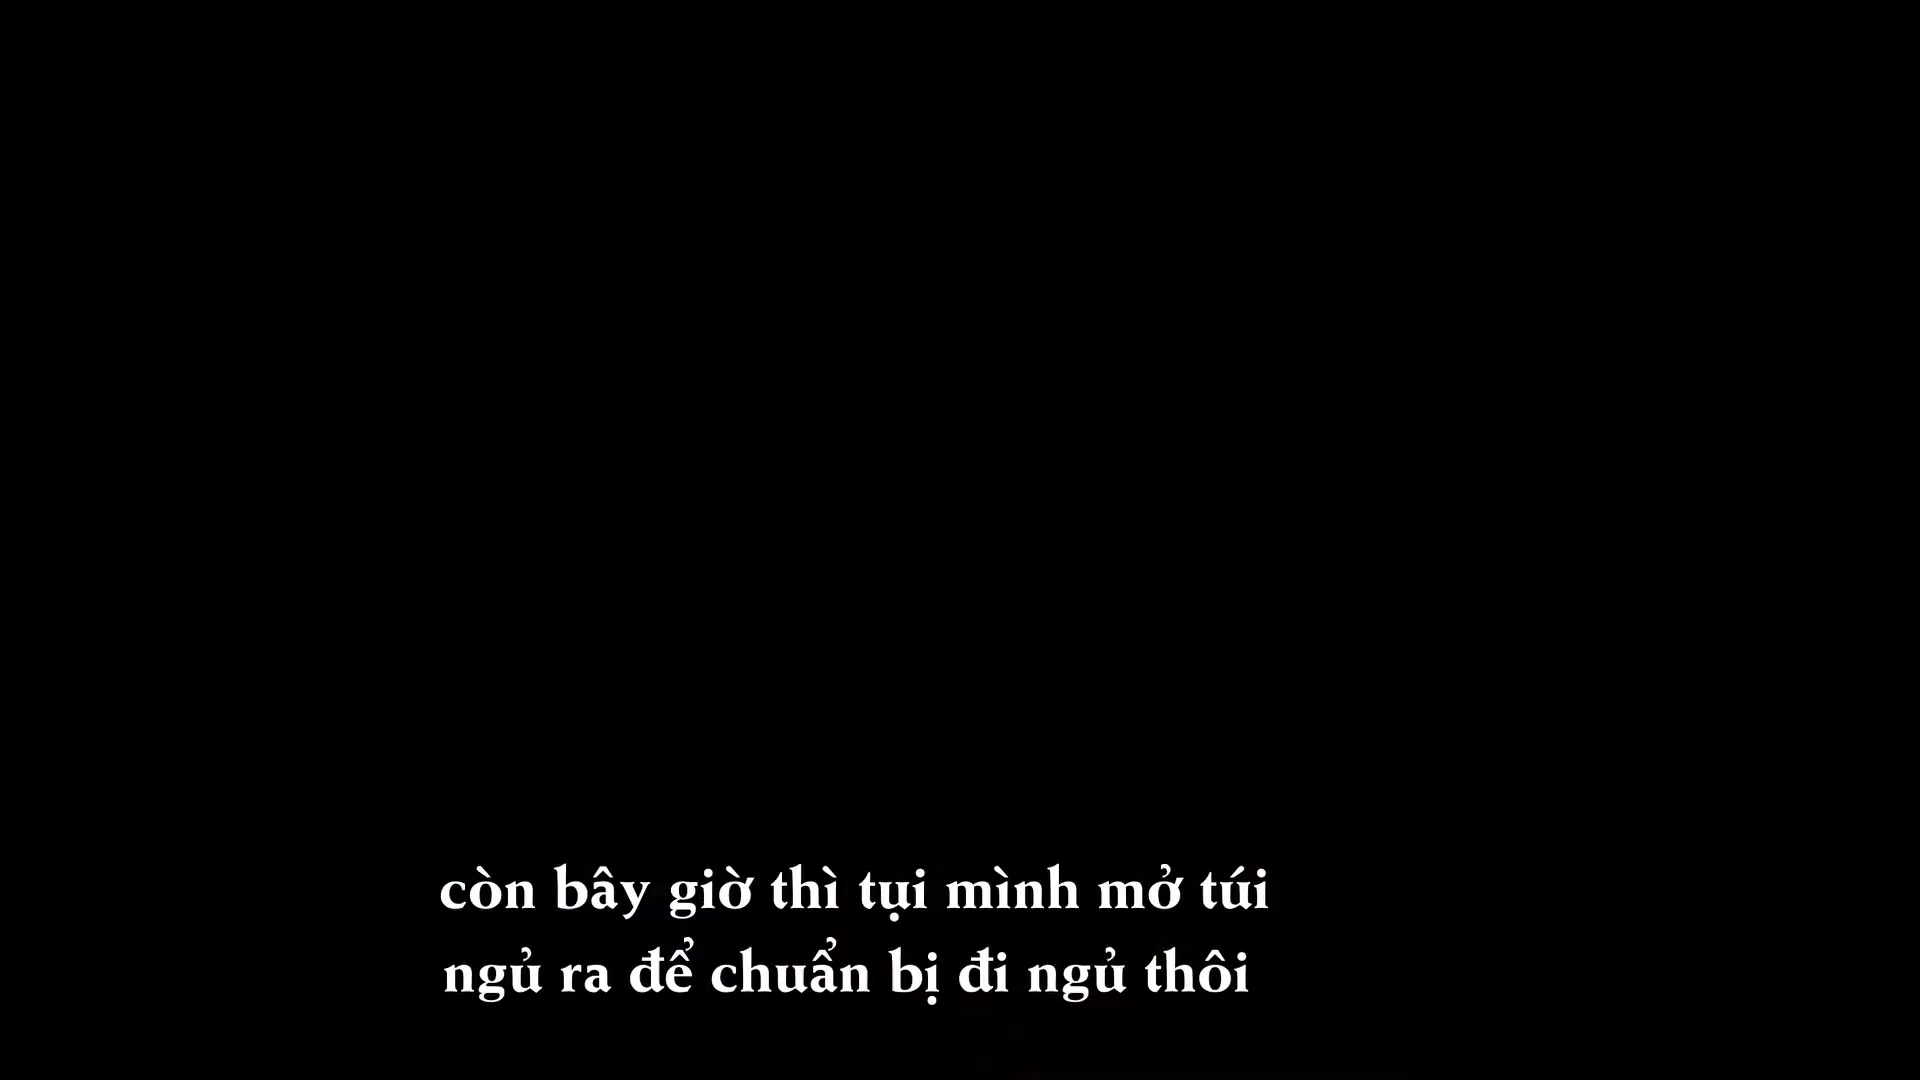 còn bây giờ thì tụi mình mở túi
ngủ ra để chuẩn bị đi ngủ thôi